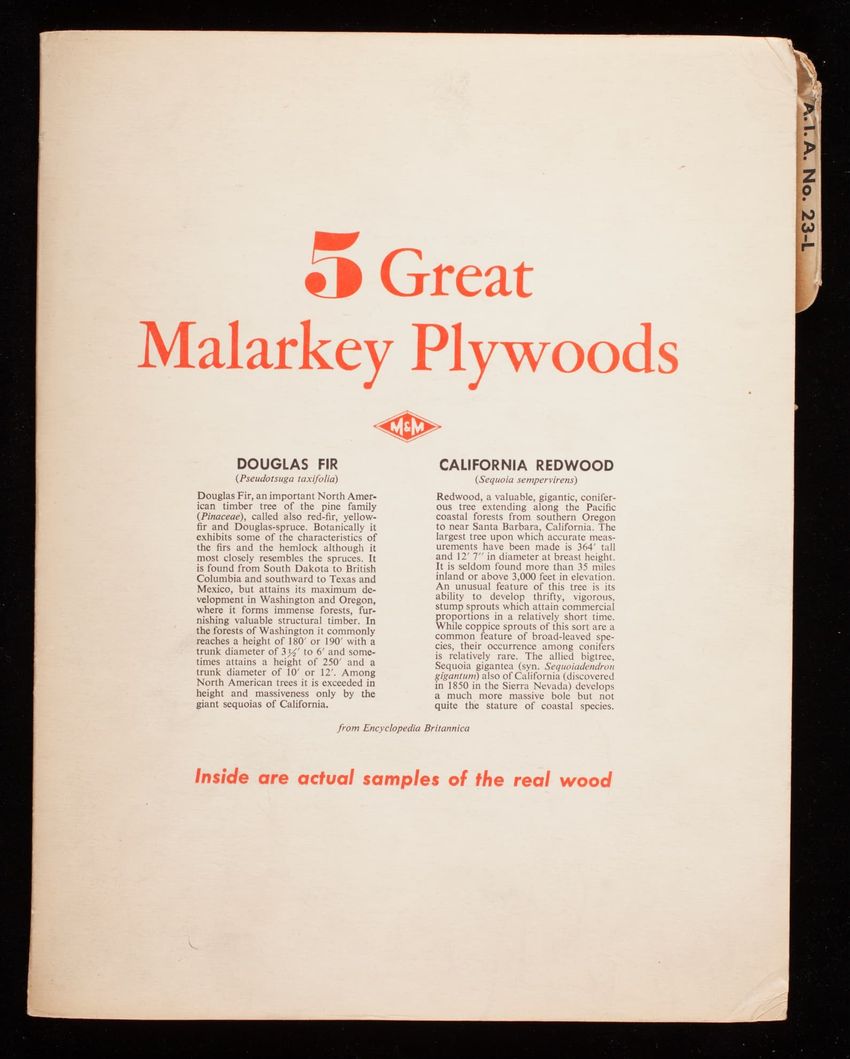 A.I.A. No. 23-L
5 Great
Malarkey Plywoods
M&M
DOUGLAS FIR
(Pseudotsuga taxifolia)
Douglas Fir, an important North Amer-
ican timber tree of the pine family
(Pinaceae), called also red-fir, yellow-
fir and Douglas-spruce. Botanically it
exhibits some of the characteristics of
the firs and the hemlock although it
most closely resembles the spruces. It
is found from South Dakota to British
Columbia and southward to Texas and
Mexico, but attains its maximum de-
velopment in Washington and Oregon,
where it forms immense forests, fur-
nishing valuable structural timber. In
the forests of Washington it commonly
reaches a height of 180' or 190' with a
trunk diameter of 3½' to 6' and some-
times attains a height of 250' and a
trunk diameter of 10' or 12'. Among
North American trees it is exceeded in
height and massiveness only by the
giant sequoias of California.
CALIFORNIA REDWOOD
(Sequoia sempervirens)
Redwood, a valuable, gigantic, conifer-
ous tree extending along the Pacific
coastal forests from southern Oregon
to near Santa Barbara, California. The
largest tree upon which accurate meas-
urements have been made is 364' tall
and 12' 7'' in diameter at breast height.
It is seldom found more than 35 miles
inland or above 3,000 feet in elevation.
An unusual feature of this tree is its
ability to develop thrifty, vigorous,
stump sprouts which attain commercial
proportions in a relatively short time.
While coppice sprouts of this sort are a
common feature of broad-leaved spe-
cies, their occurrence among conifers
is relatively rare. The allied bigtree,
Sequoia gigantea (syn. Sequoiadendron
gigantum) also of California (discovered
in 1850 in the Sierra Nevada) develops
a much more massive bole but not
quite the stature of coastal species.
from Encyclopedia Britannica
Inside are actual samples of the real wood